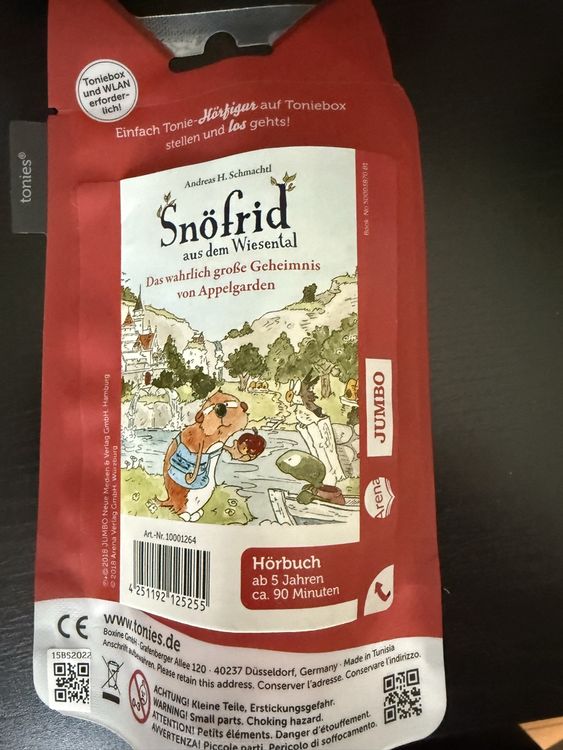 Toniebox
und WLAN
erforder-
lich!
Einfach Tonie-Hörfigur auf Toniebox
stellen und los gehts!
tonies®
Andreas H. Schmachtl
Snöfrid
aus dem Wiesental
Das wahrlich große Geheimnis
von Appelgarden
JUMBO
Arena
℗+© 2018 JUMBO Neue Medien & Verlag GmbH, Hamburg
© 2018 Arena Verlag GmbH, Würzburg
Art.-Nr. 10001264
4 251192 125255
Hörbuch
ab 5 Jahren
ca. 90 Minuten
CE
www.tonies.de
Boxine GmbH · Grafenberger Allee 120 · 40237 Düsseldorf, Germany · Made in Tunisia
Anschrift aufbewahren. Please retain this address. Conserver l'adresse. Conservare l'indirizzo.
15BS2022
0-3
ACHTUNG! Kleine Teile, Erstickungsgefahr.
WARNING! Small parts. Choking hazard.
ATTENTION! Petits éléments. Danger d'étouffement.
AVVERTENZA! Piccole parti. Pericolo di soffocamento.